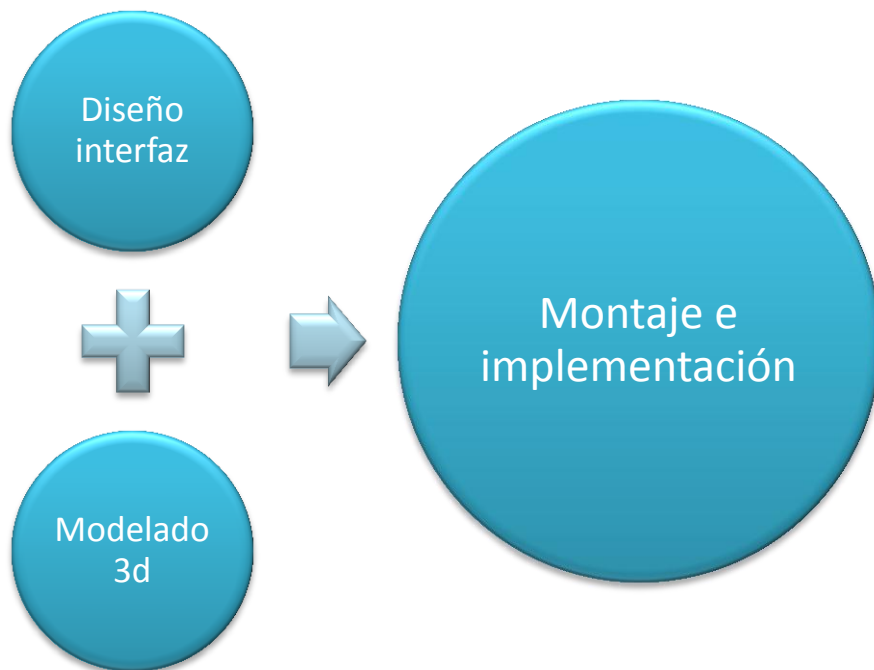 Diseño
interfaz
Modelado
3d
Montaje e
implementación